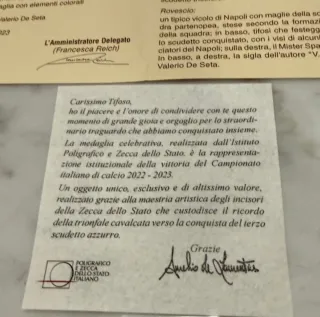 aglia con elementi colorati
Valerio De Seta
2023
L'Amministratore Delegato
(Francesca Reich)
Rovescio:
un tipico vicolo di Napoli con maglie della so
partenopea, stese secondo la formazione
della squadra; in basso, tifosi che festegg
lo scudetto conquistato, con i visi di alcuni
ciatori del Napoli; sulla destra, il Mister Spa
in basso, a destra, la sigla dell'autore "V.
Valerio De Seta
Carissimo Tifoso,
ho il piacere e l'onore di condividere con te questo
momento di grande gioia e orgoglio per lo straordi-
nario traguardo che abbiamo conquistato insieme.
La medaglia celebrativa, realizzata dall'Istituto
Poligrafico e Zecca dello Stato, è la rappresenta-
zione istituzionale della vittoria del Campionato
italiano di calcio 2022 - 2023.
Un oggetto unico, esclusivo e di altissimo valore,
realizzato grazie alla maestria artistica degli incisori
della Zecca dello Stato che custodisce il ricordo
della trionfale cavalcata verso la conquista del terzo
scudetto azzurro.
Grazie
Aurelio de Laurentiis
POLIGRAFICO
E ZECCA
DELLO STATO
ITALIANO